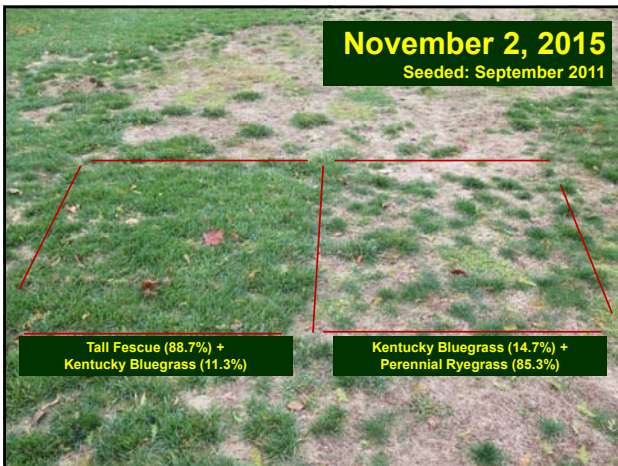 November 2, 2015
Seeded: September 2011
Tall Fescue (88.7%) +
Kentucky Bluegrass (11.3%)
Kentucky Bluegrass (14.7%) +
Perennial Ryegrass (85.3%)